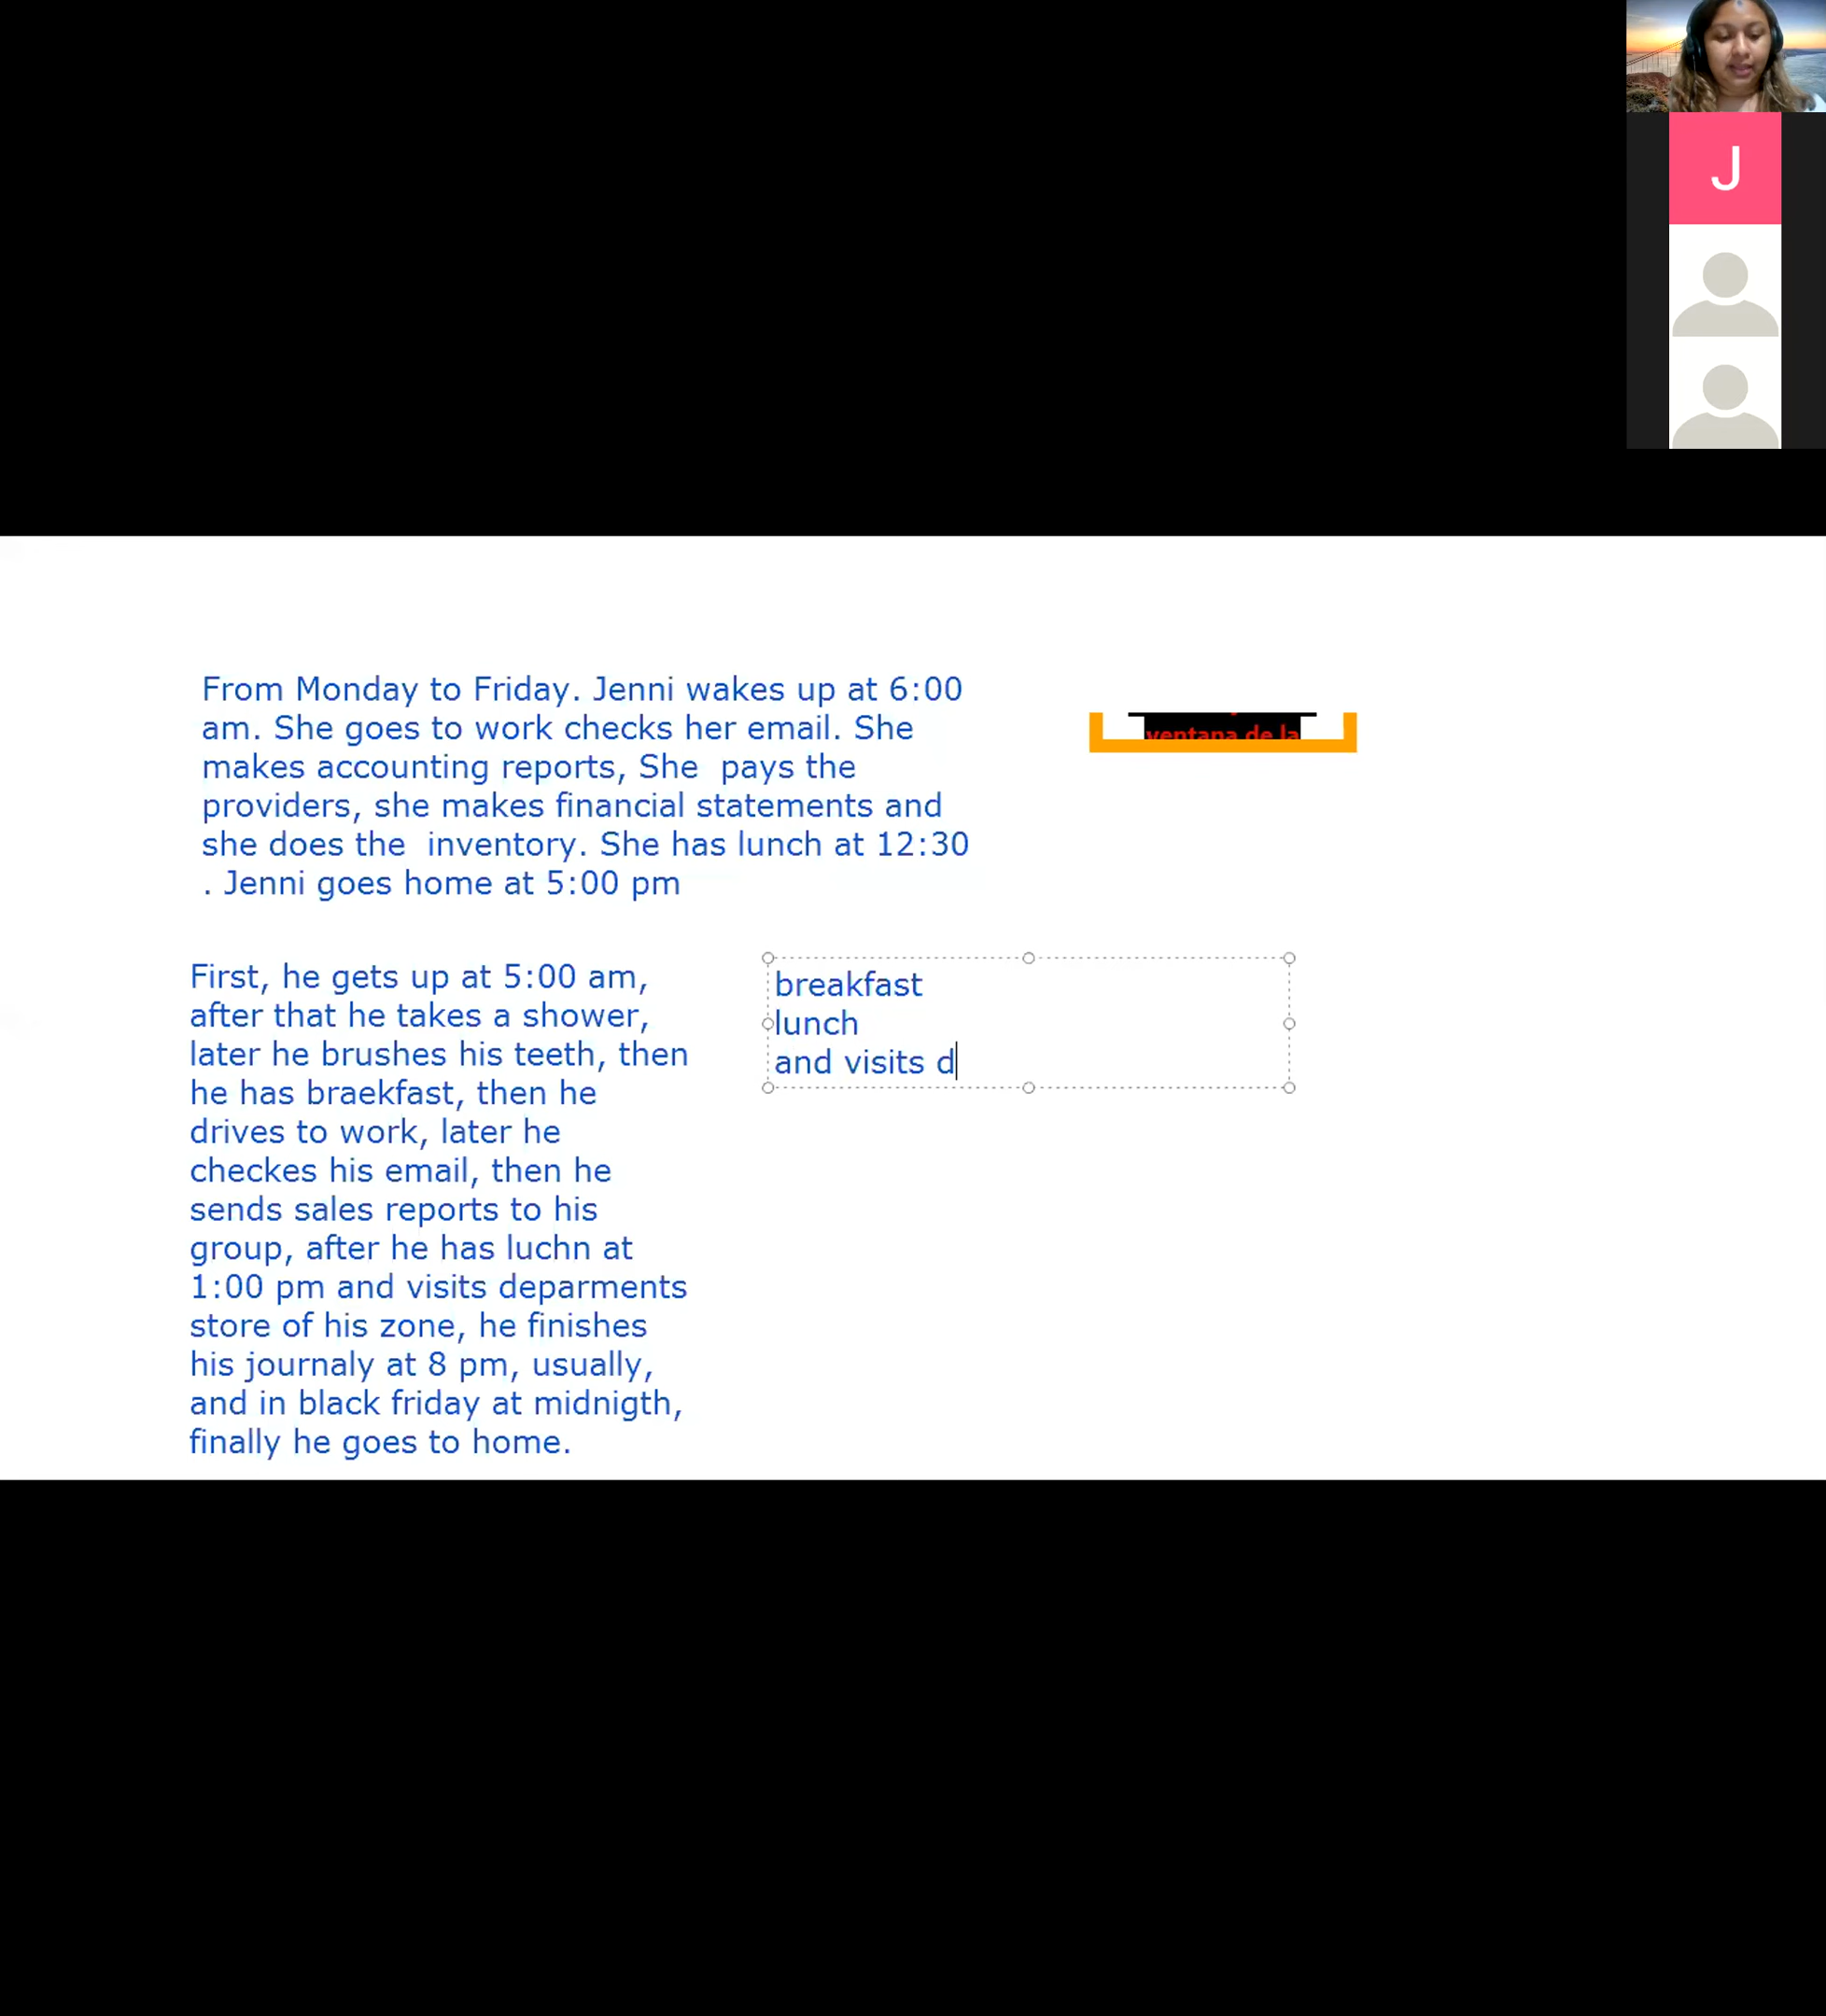 J
From Monday to Friday. Jenni wakes up at 6:00
am. She goes to work checks her email. She
makes accounting reports, She  pays the
providers, she makes financial statements and
she does the  inventory. She has lunch at 12:30
. Jenni goes home at 5:00 pm
ventana de la
First, he gets up at 5:00 am,
after that he takes a shower,
later he brushes his teeth, then
he has braekfast, then he
drives to work, later he
checkes his email, then he
sends sales reports to his
group, after he has luchn at
1:00 pm and visits deparments
store of his zone, he finishes
his journaly at 8 pm, usually,
and in black friday at midnigth,
finally he goes to home.
breakfast
lunch
and visits d